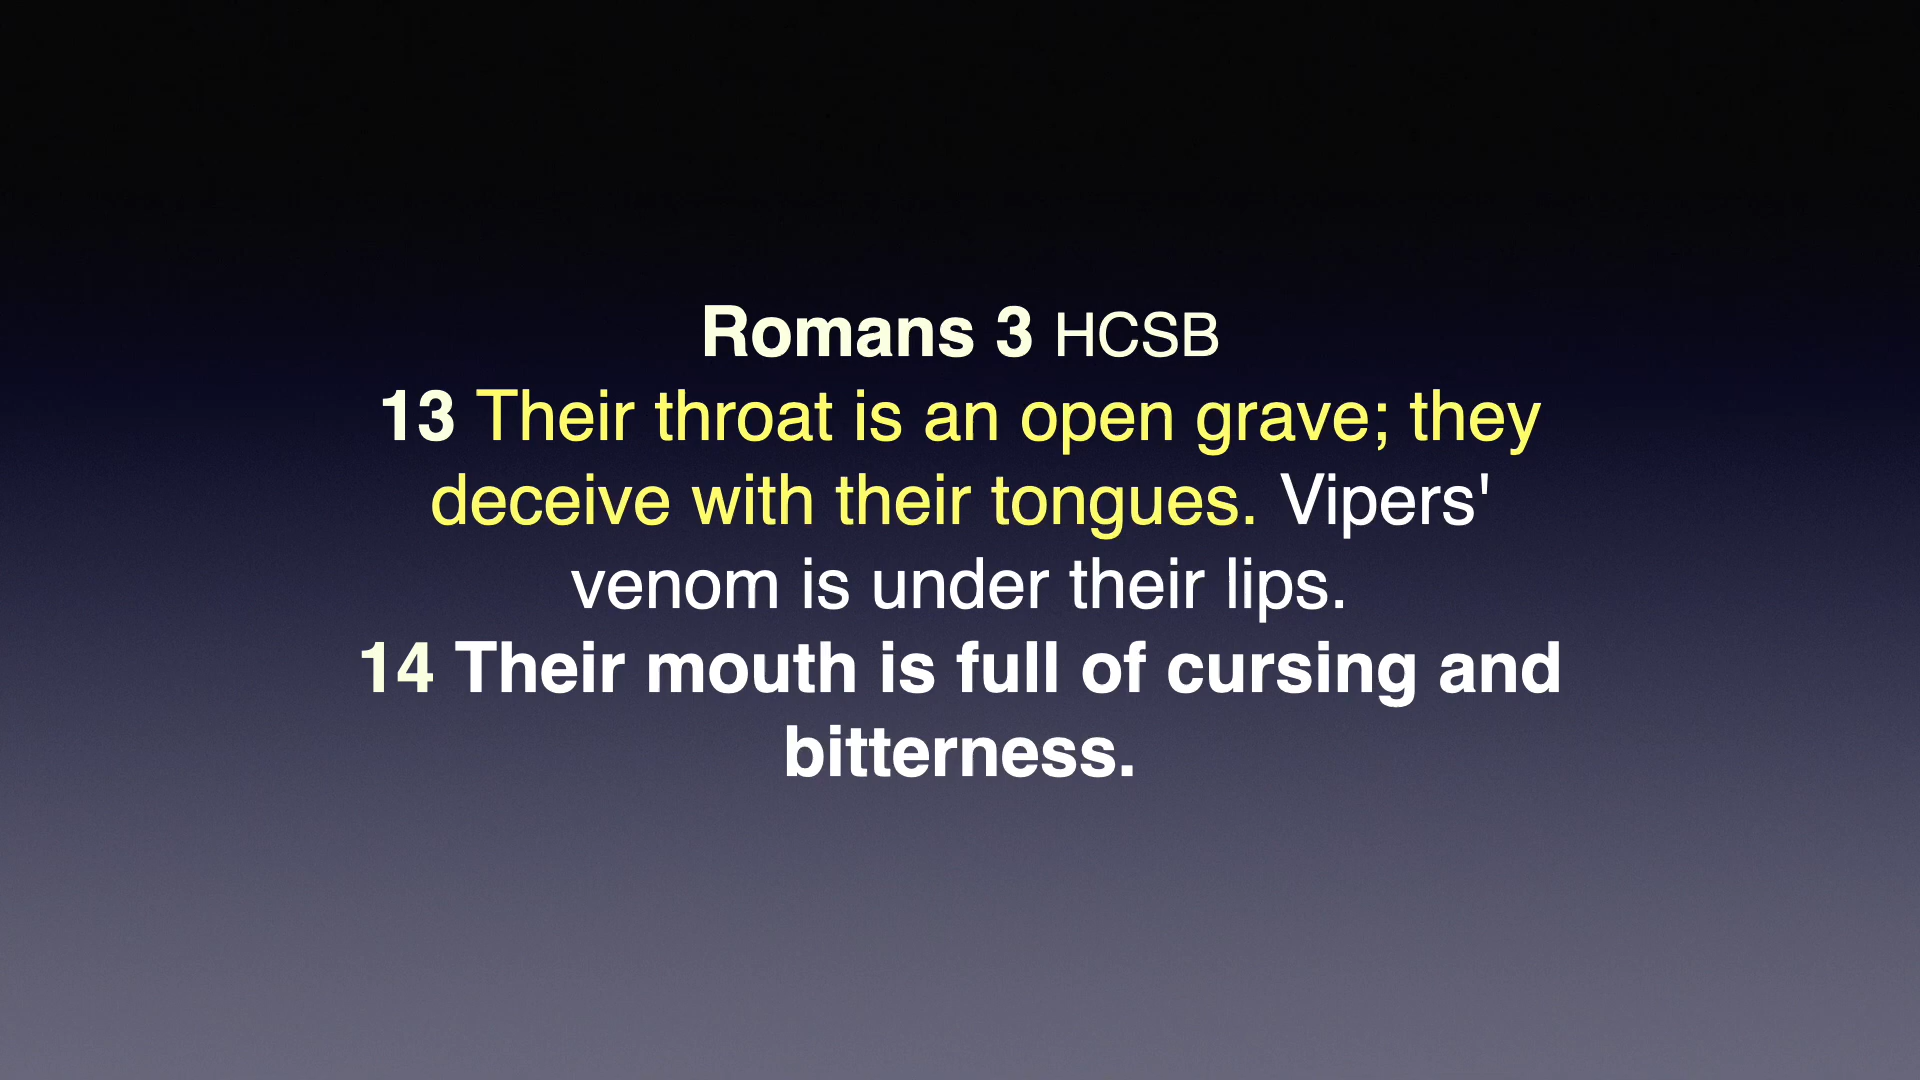 Romans 3 HCSB
13 Their throat is an open grave; they
deceive with their tongues. Vipers'
venom is under their lips.
14 Their mouth is full of cursing and
bitterness.